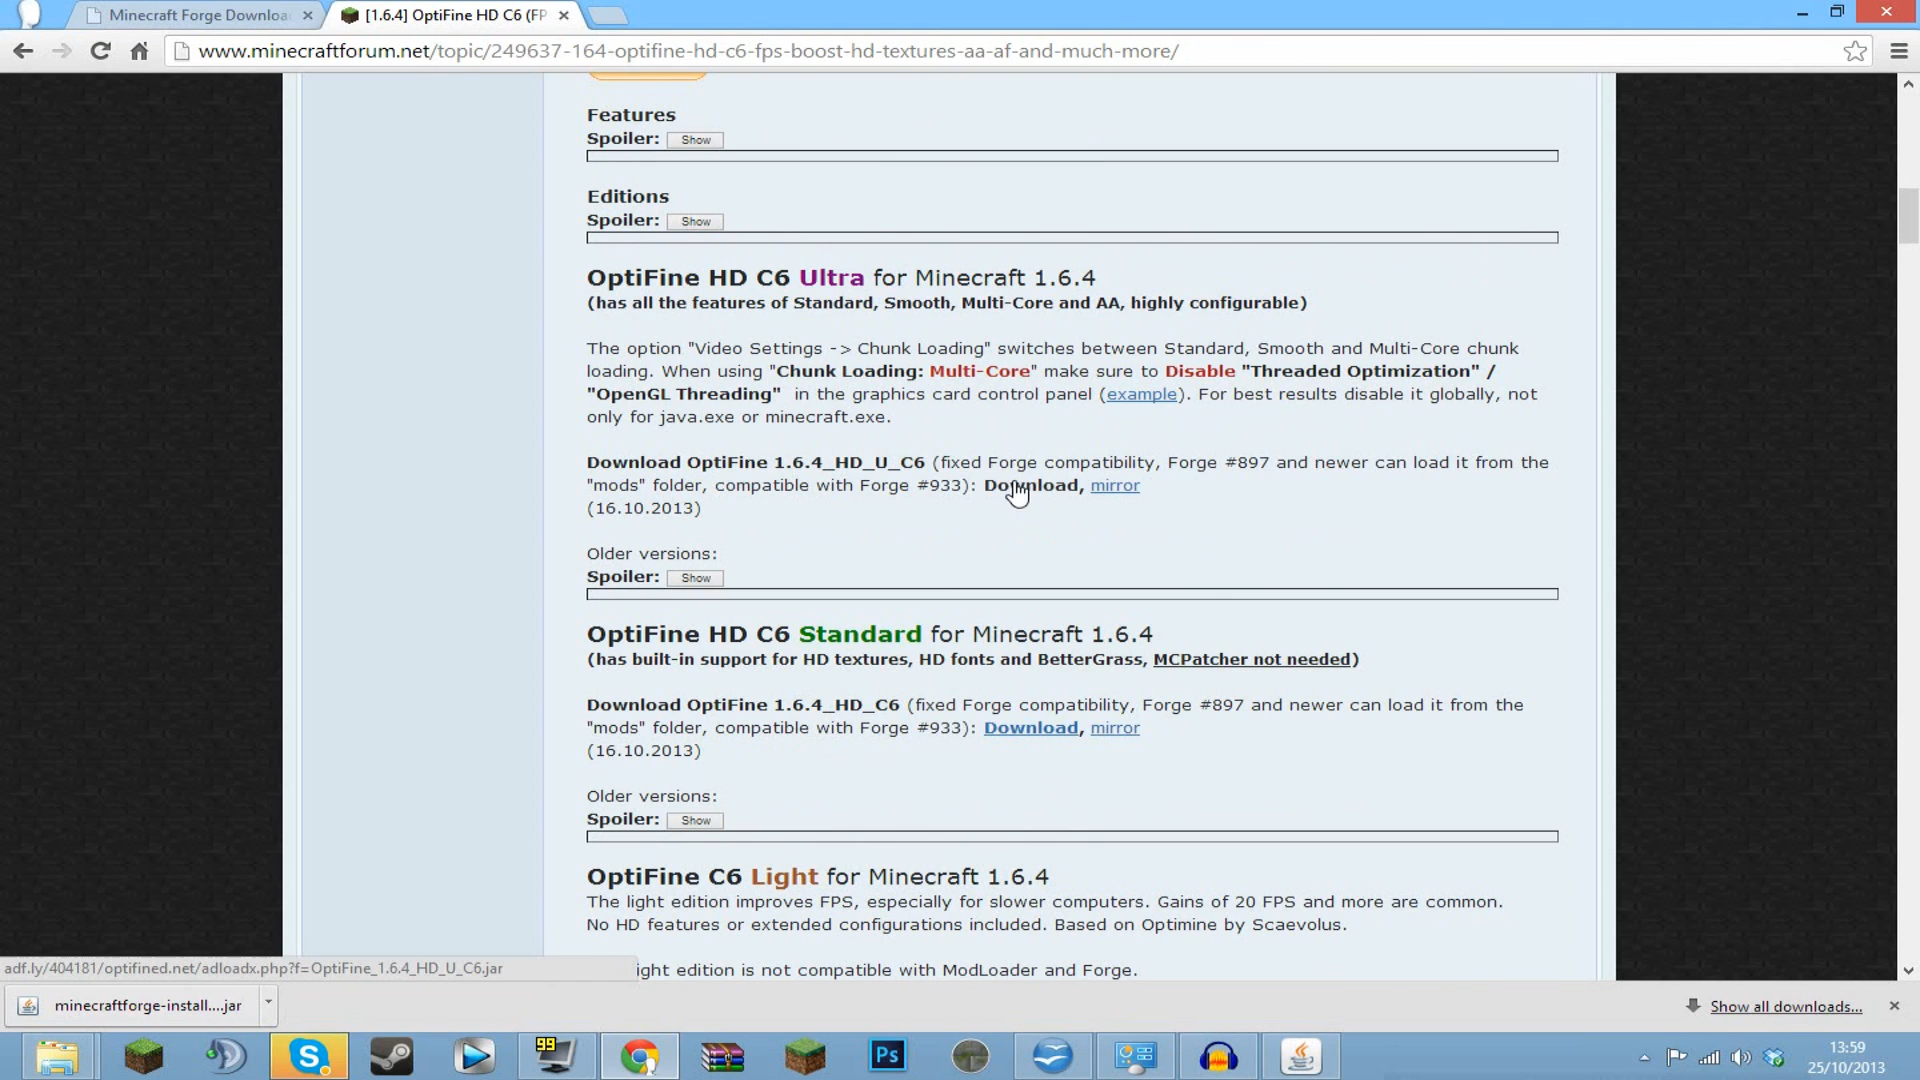 Minecraft Forge Downloa
[1.6.4] OptiFine HD C6 (FP
www.minecraftforum.net/topic/249637-164-optifine-hd-c6-fps-boost-hd-textures-aa-af-and-much-more/
Features
Spoiler: Show
Editions
Spoiler: Show
OptiFine HD C6 Ultra for Minecraft 1.6.4
(has all the features of Standard, Smooth, Multi-Core and AA, highly configurable)
The option "Video Settings -> Chunk Loading" switches between Standard, Smooth and Multi-Core chunk
loading. When using "Chunk Loading: Multi-Core" make sure to Disable "Threaded Optimization" /
"OpenGL Threading" in the graphics card control panel (example). For best results disable it globally, not
only for java.exe or minecraft.exe.
Download OptiFine 1.6.4_HD_U_C6 (fixed Forge compatibility, Forge #897 and newer can load it from the
"mods" folder, compatible with Forge #933): Download, mirror
(16.10.2013)
Older versions:
Spoiler: Show
OptiFine HD C6 Standard for Minecraft 1.6.4
(has built-in support for HD textures, HD fonts and BetterGrass, MCPatcher not needed)
Download OptiFine 1.6.4_HD_C6 (fixed Forge compatibility, Forge #897 and newer can load it from the
"mods" folder, compatible with Forge #933): Download, mirror
(16.10.2013)
Older versions:
Spoiler: Show
OptiFine C6 Light for Minecraft 1.6.4
The light edition improves FPS, especially for slower computers. Gains of 20 FPS and more are common.
No HD features or extended configurations included. Based on Optimine by Scaevolus.
ight edition is not compatible with ModLoader and Forge.
adf.ly/404181/optifined.net/adloadx.php?f=OptiFine_1.6.4_HD_U_C6.jar
minecraftforge-install....jar
Show all downloads...
99
Ps
13:59
25/10/2013